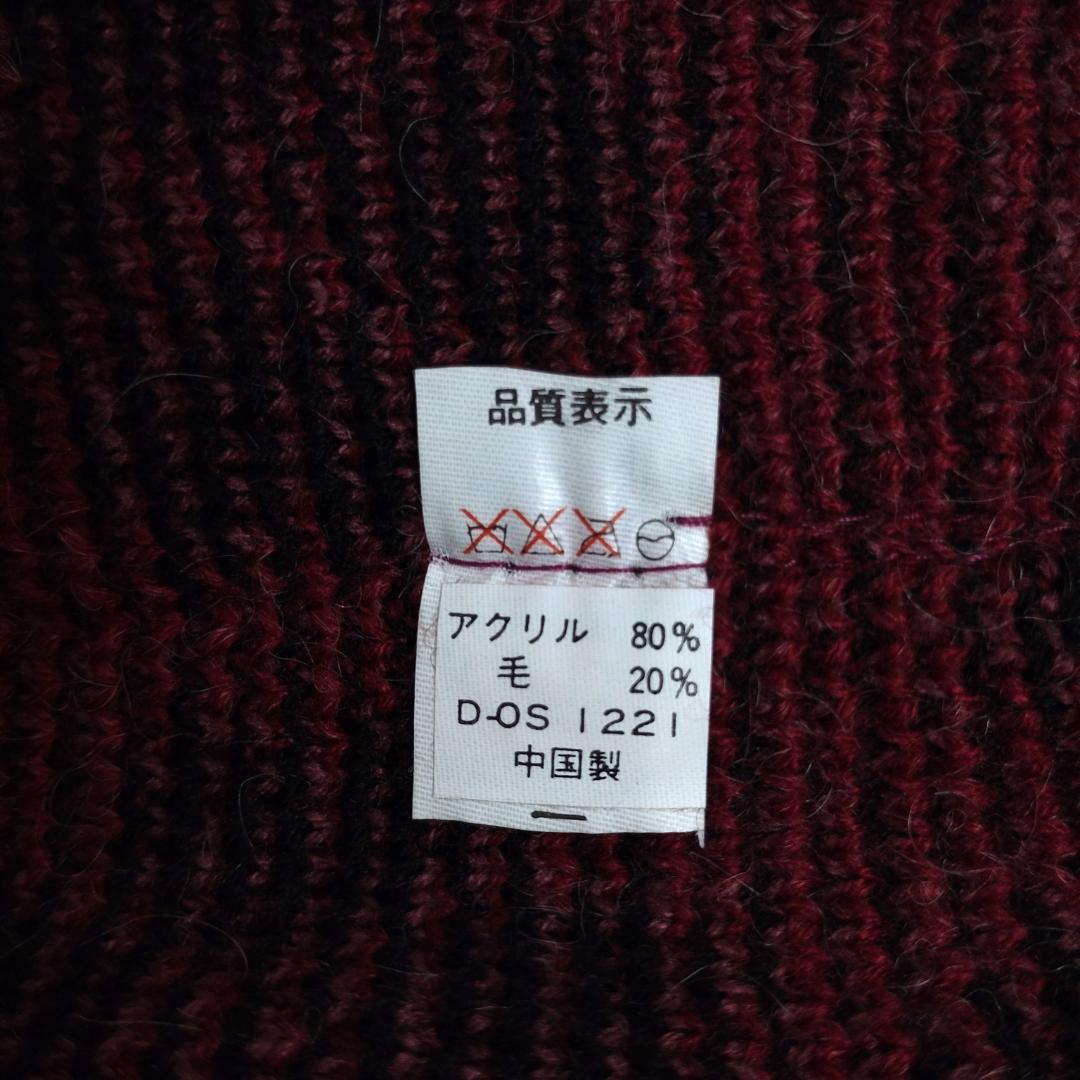 品質表示
アクリル 80%
毛 20%
D-OS 1221
中国製